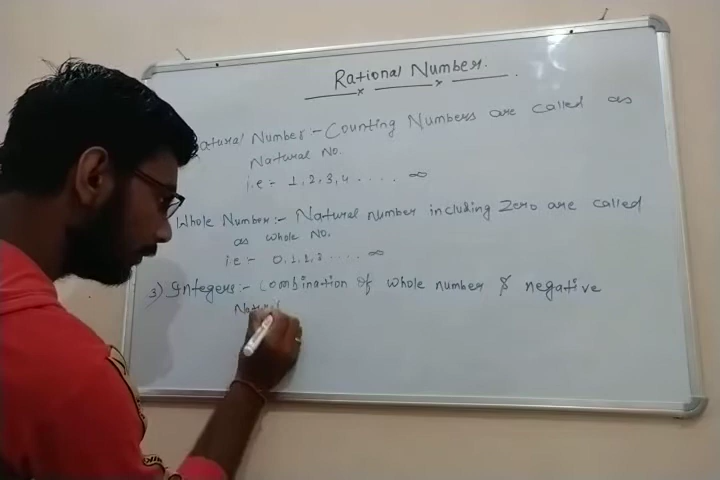 Rational Number.
atural Number :- Counting Numbers are called as
Natural No.
i.e - 1, 2, 3, 4 . . . . ∞
Whole Number :- Natural number including Zero are called
as whole No.
i.e :- 0, 1, 2, 3 . . . . ∞
3) Integers :- Combination of whole number & negative